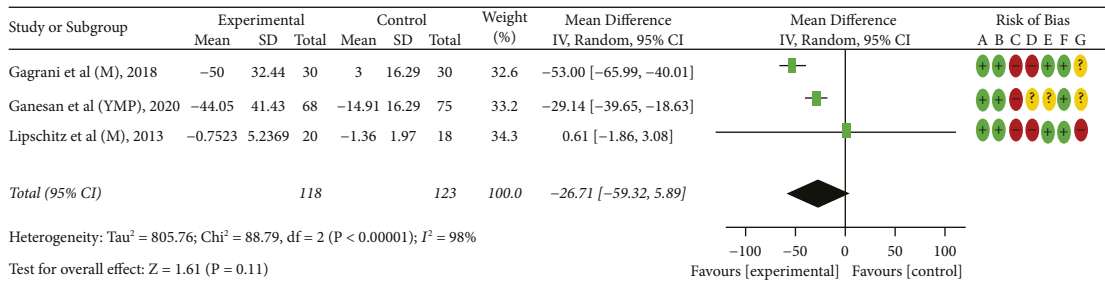 Study or Subgroup Experimental Control Weight (%) Mean Difference Mean Difference Risk of Bias
Mean SD Total Mean SD Total IV, Random, 95% CI IV, Random, 95% CI A B C D E F G
Gagrani et al (M), 2018 −50 32.44 30 3 16.29 30 32.6 −53.00 [−65.99, −40.01] + + − − + + ?
Ganesan et al (YMP), 2020 −44.05 41.43 68 −14.91 16.29 75 33.2 −29.14 [−39.65, −18.63] + + − ? ? + ?
Lipschitz et al (M), 2013 −0.7523 5.2369 20 −1.36 1.97 18 34.3 0.61 [−1.86, 3.08] + + − − + + −
Total (95% CI) 118 123 100.0 −26.71 [−59.32, 5.89]
Heterogeneity: Tau² = 805.76; Chi² = 88.79, df = 2 (P < 0.00001); I² = 98%
Test for overall effect: Z = 1.61 (P = 0.11)
−100 −50 0 50 100
Favours [experimental] Favours [control]